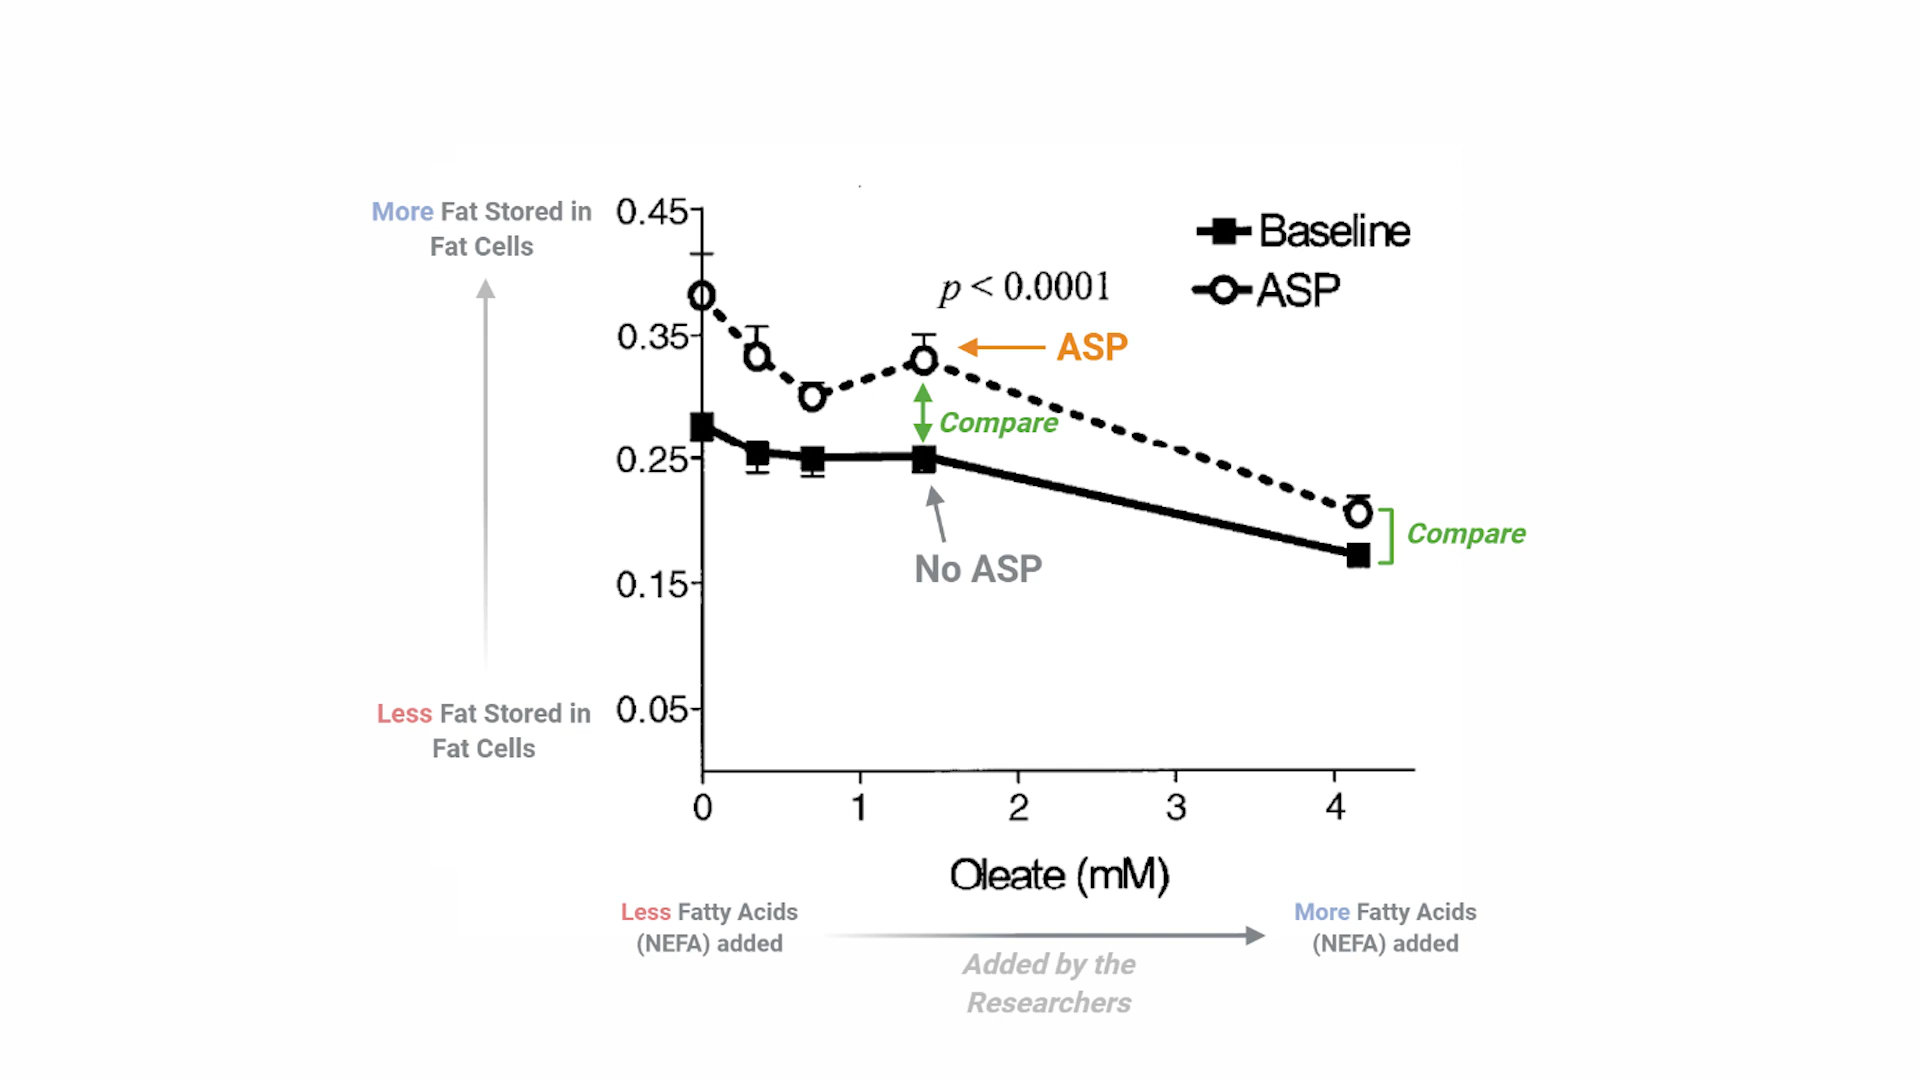 More Fat Stored in
Fat Cells
Less Fat Stored in
Fat Cells
0.45
0.35
0.25
0.15
0.05
Baseline
ASP
p < 0.0001
ASP
Compare
No ASP
Compare
0 1 2 3 4
Oleate (mM)
Less Fatty Acids
(NEFA) added
More Fatty Acids
(NEFA) added
Added by the
Researchers